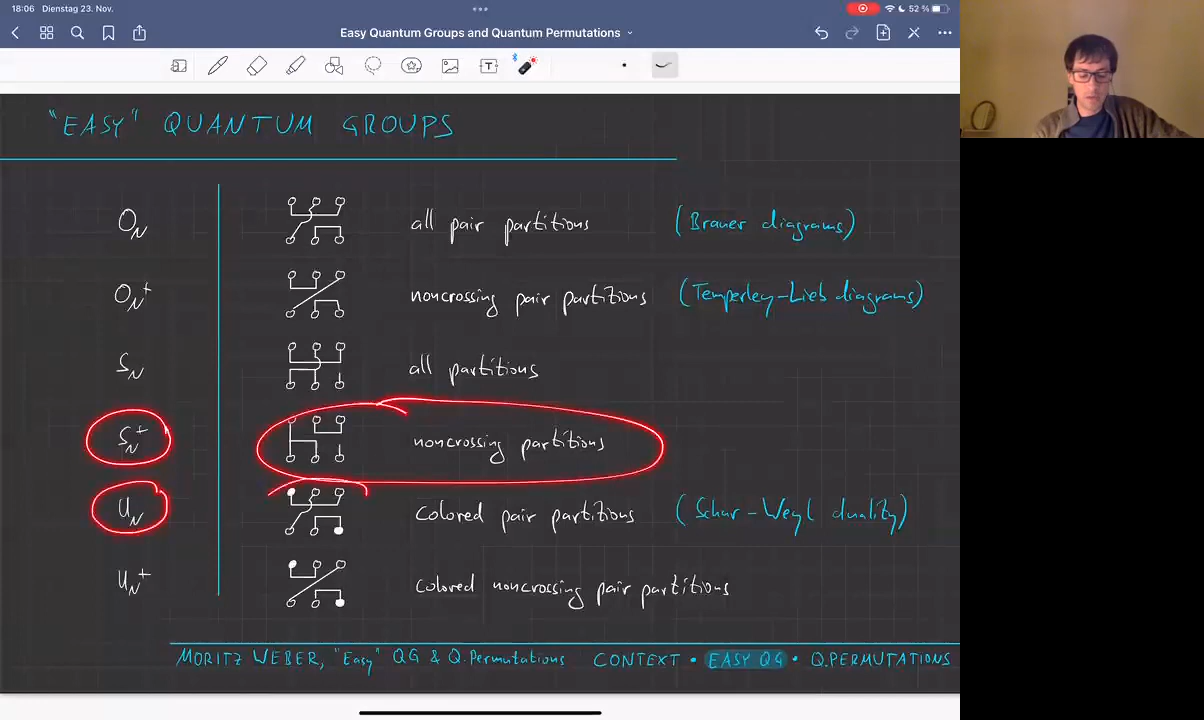 18:06 Dienstag 23. Nov.
52 %
Easy Quantum Groups and Quantum Permutations
"EASY" QUANTUM GROUPS
O_N all pair partitions (Brauer diagrams)
O_N^+ noncrossing pair partitions (Temperley-Lieb diagrams)
S_N all partitions
S_N^+ noncrossing partitions
U_N colored pair partitions (Schur-Weyl duality)
U_N^+ colored noncrossing pair partitions
MORITZ WEBER, "Easy" QG & Q.Permutations CONTEXT • EASY QG • Q.PERMUTATIONS